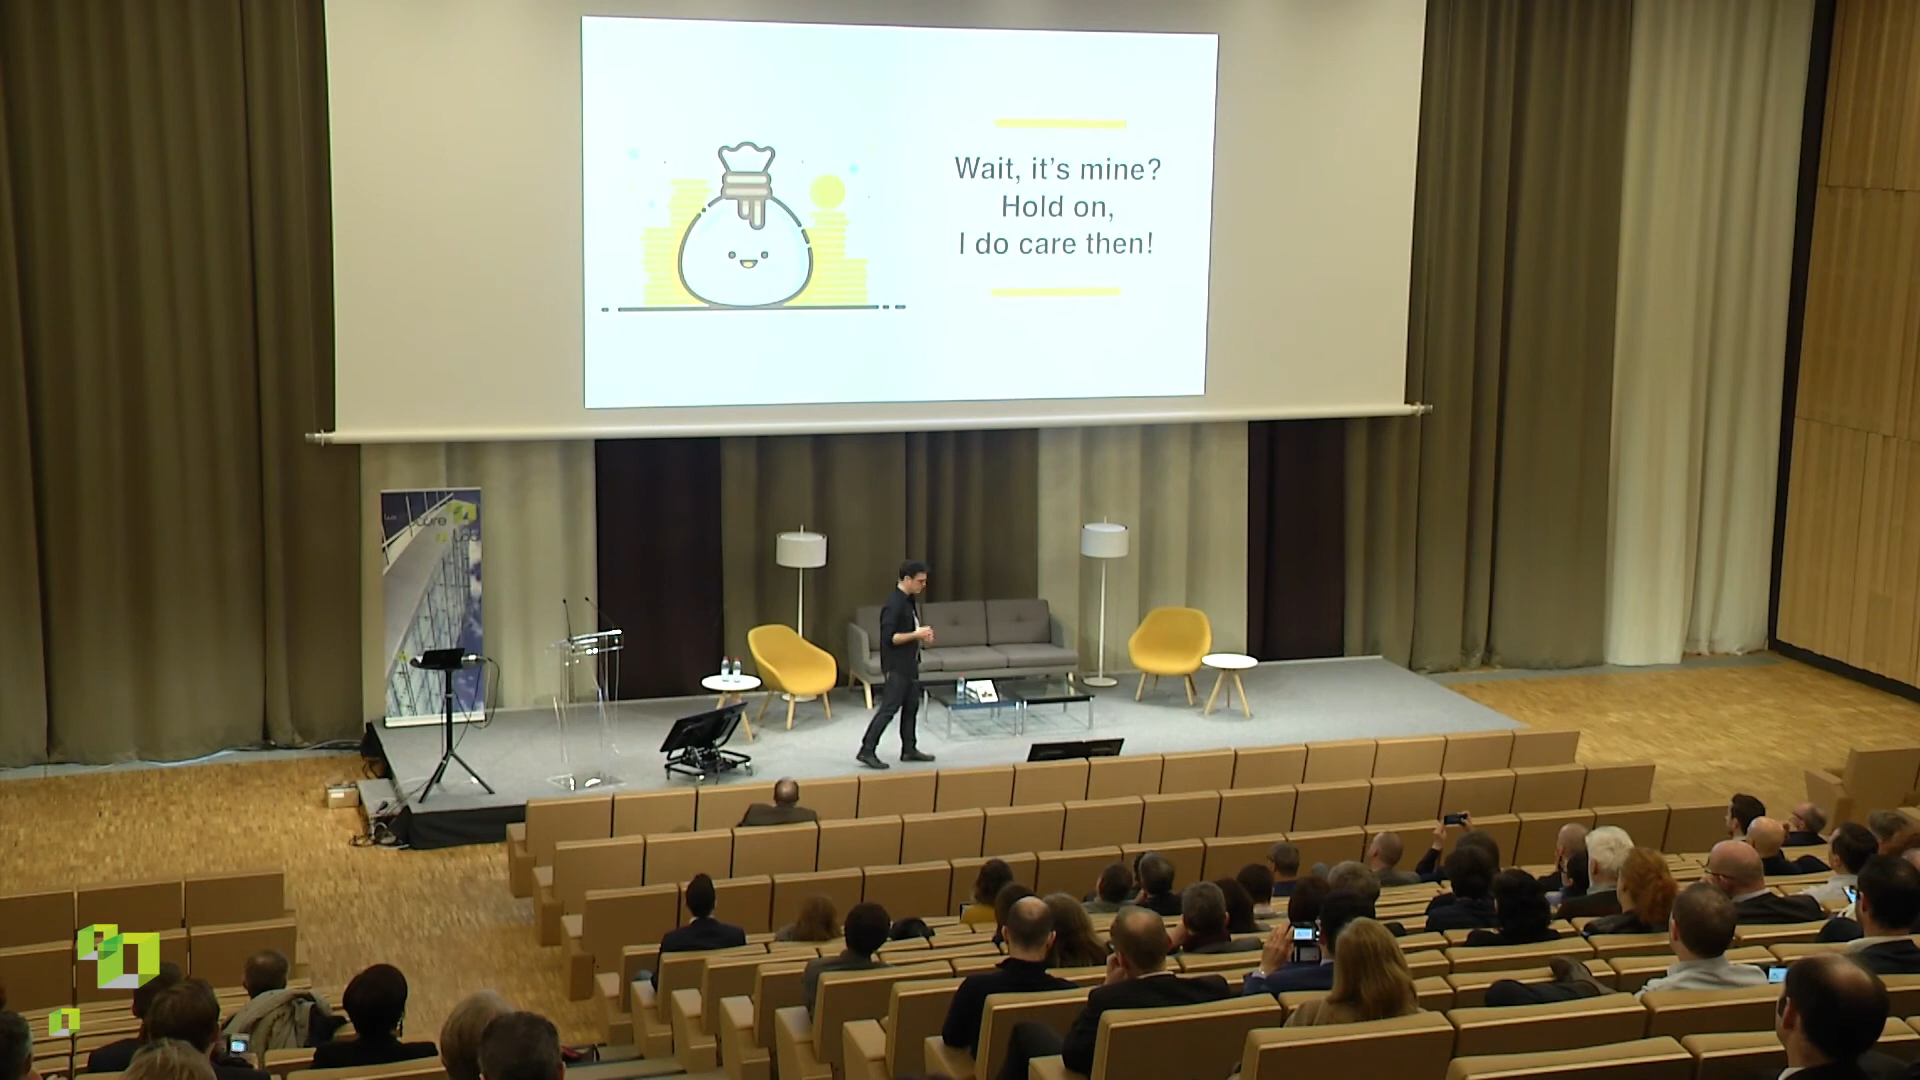 Wait, it's mine?
Hold on,
I do care then!